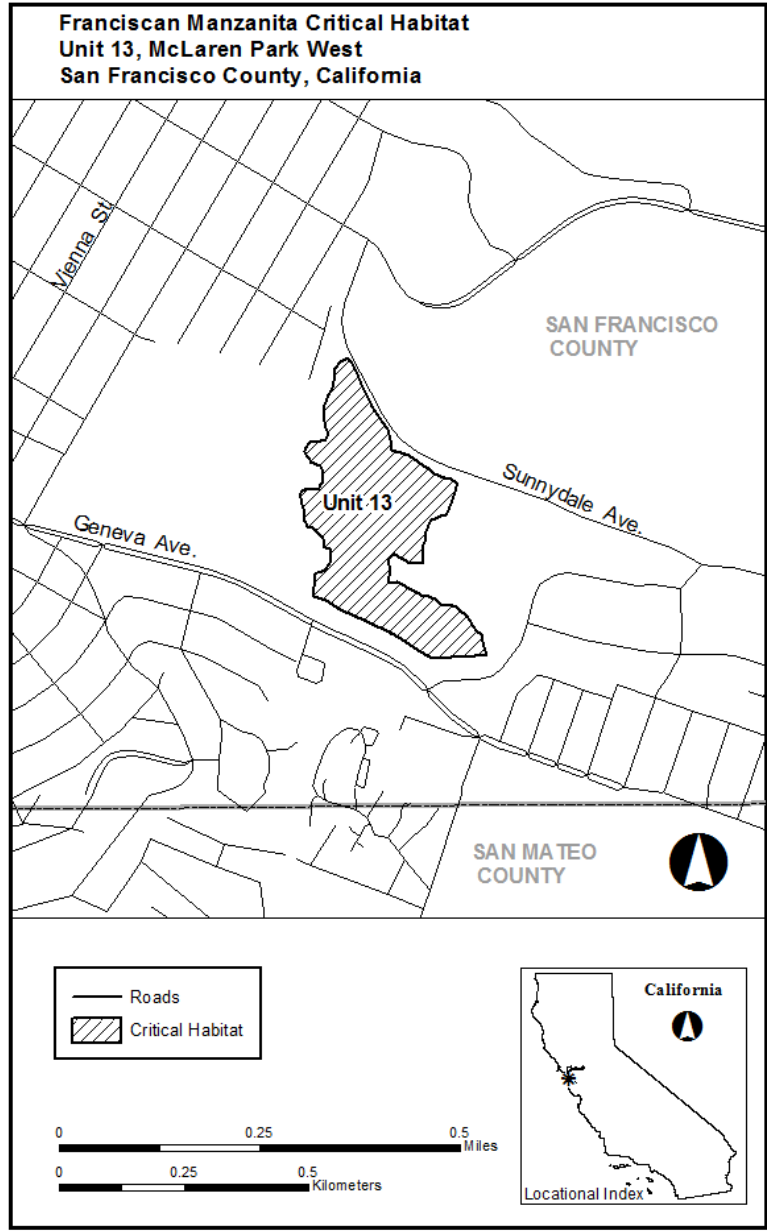 Franciscan Manzanita Critical Habitat
Unit 13, McLaren Park West
San Francisco County, California
Vienna St
SAN FRANCISCO
COUNTY
Sunnydale Ave.
Unit 13
Geneva Ave.
SAN MATEO
COUNTY
Roads
Critical Habitat
California
0 0.25 0.5
Miles
0 0.25 0.5
Kilometers
Locational Index